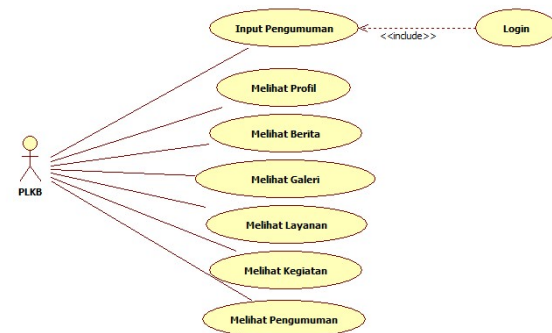 Input Pengumuman
<<include>>
Login
Melihat Profil
Melihat Berita
PLKB
Melihat Galeri
Melihat Layanan
Melihat Kegiatan
Melihat Pengumuman